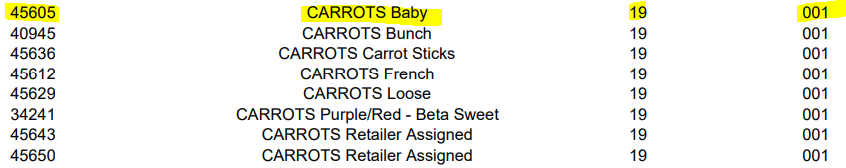 45605 CARROTS Baby 19 001
40945 CARROTS Bunch 19 001
45636 CARROTS Carrot Sticks 19 001
45612 CARROTS French 19 001
45629 CARROTS Loose 19 001
34241 CARROTS Purple/Red - Beta Sweet 19 001
45643 CARROTS Retailer Assigned 19 001
45650 CARROTS Retailer Assigned 19 001